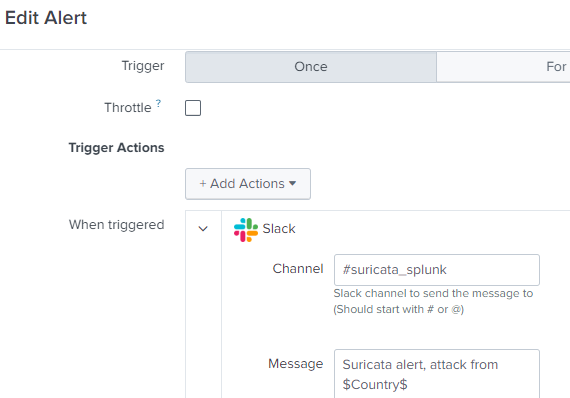 Edit Alert
Trigger Once For
Throttle ?
Trigger Actions
+ Add Actions ▾
When triggered
Slack
Channel #suricata_splunk
Slack channel to send the message to
(Should start with # or @)
Message Suricata alert, attack from
$Country$